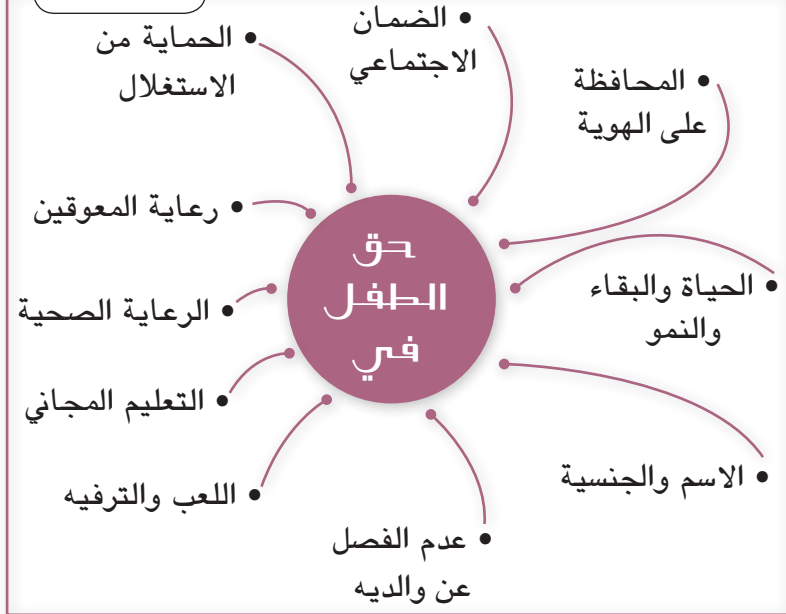 • الضمان
الاجتماعي
• الحماية من
الاستغلال
• المحافظة
على الهوية
• رعاية المعوقين
حق
الطفل
في
• الحياة والبقاء
والنمو
• الرعاية الصحية
• التعليم المجاني
• الاسم والجنسية
• اللعب والترفيه
• عدم الفصل
عن والديه